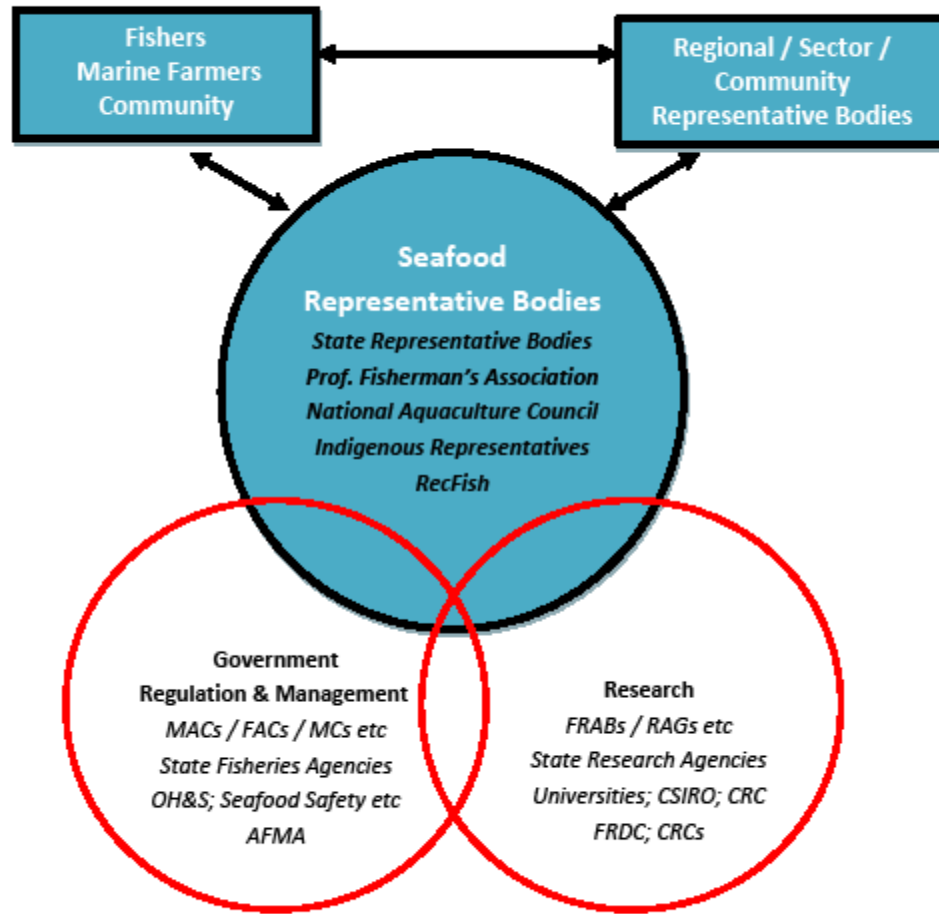 Fishers
Marine Farmers
Community
Regional / Sector /
Community
Representative Bodies
Seafood
Representative Bodies
State Representative Bodies
Prof. Fisherman's Association
National Aquaculture Council
Indigenous Representatives
RecFish
Government
Regulation & Management
MACs / FACs / MCs etc
State Fisheries Agencies
OH&S; Seafood Safety etc
AFMA
Research
FRABs / RAGs etc
State Research Agencies
Universities; CSIRO; CRC
FRDC; CRCs